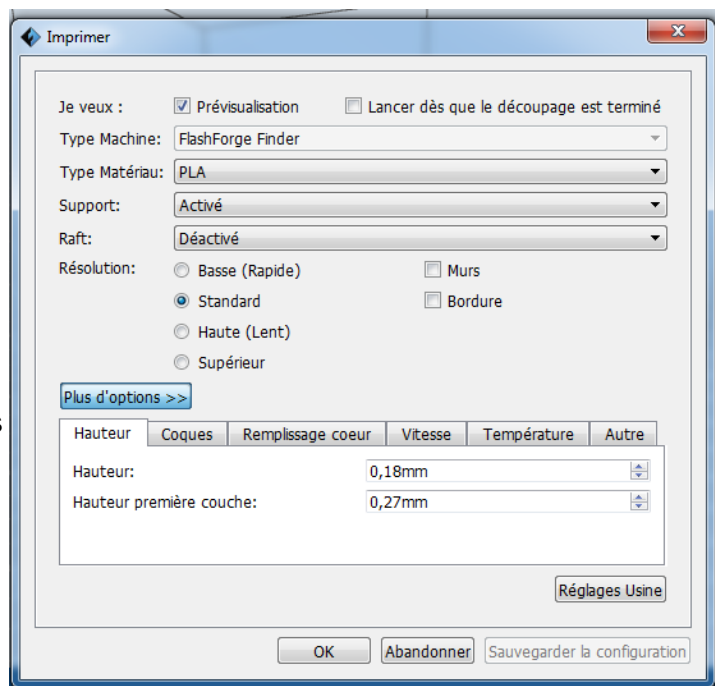 Imprimer
Je veux : Prévisualisation Lancer dès que le découpage est terminé
Type Machine: FlashForge Finder
Type Matériau: PLA
Support: Activé
Raft: Déactivé
Résolution: Basse (Rapide) Murs
Standard Bordure
Haute (Lent)
Supérieur
Plus d'options >>
s
Hauteur Coques Remplissage coeur Vitesse Température Autre
Hauteur: 0,18mm
Hauteur première couche: 0,27mm
Réglages Usine
OK Abandonner Sauvegarder la configuration